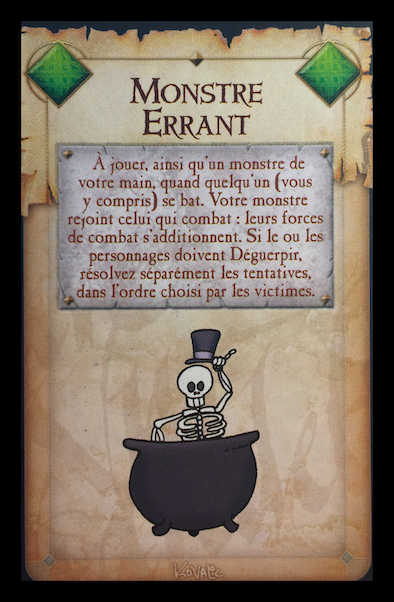 Monstre
Errant
À jouer, ainsi qu'un monstre de
votre main, quand quelqu'un (vous
y compris) se bat. Votre monstre
rejoint celui qui combat : leurs forces
de combat s'additionnent. Si le ou les
personnages doivent Déguerpir,
résolvez séparément les tentatives,
dans l'ordre choisi par les victimes.
Kovalic